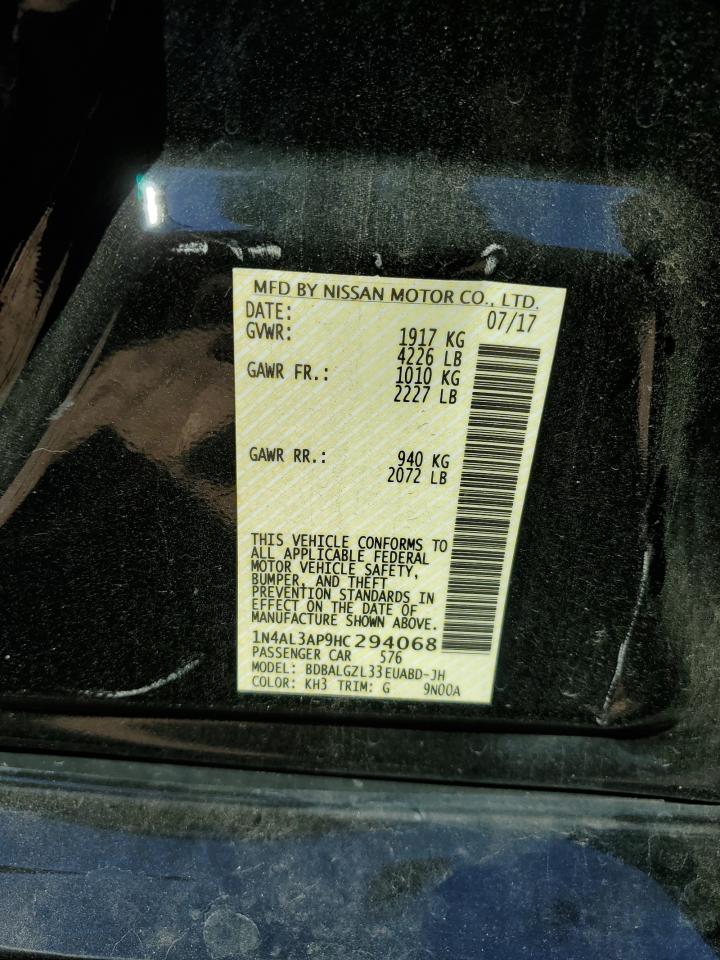 MFD BY NISSAN MOTOR CO., LTD.
DATE: 07/17
GVWR: 1917 KG
4226 LB
GAWR FR.: 1010 KG
2227 LB
GAWR RR.: 940 KG
2072 LB
THIS VEHICLE CONFORMS TO
ALL APPLICABLE FEDERAL
MOTOR VEHICLE SAFETY,
BUMPER, AND THEFT
PREVENTION STANDARDS IN
EFFECT ON THE DATE OF
MANUFACTURE SHOWN ABOVE.
1N4AL3AP9HC294068
PASSENGER CAR 576
MODEL: BDBALGZL33EUABD-JH
COLOR: KH3 TRIM: G 9N00A